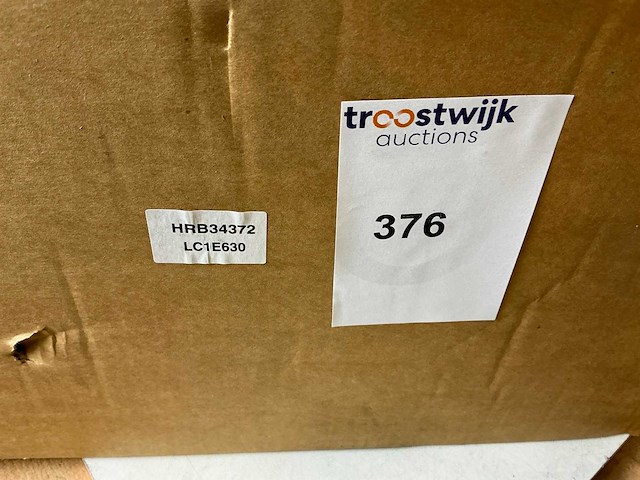 troostwijk
auctions
376
HRB34372
LC1E630